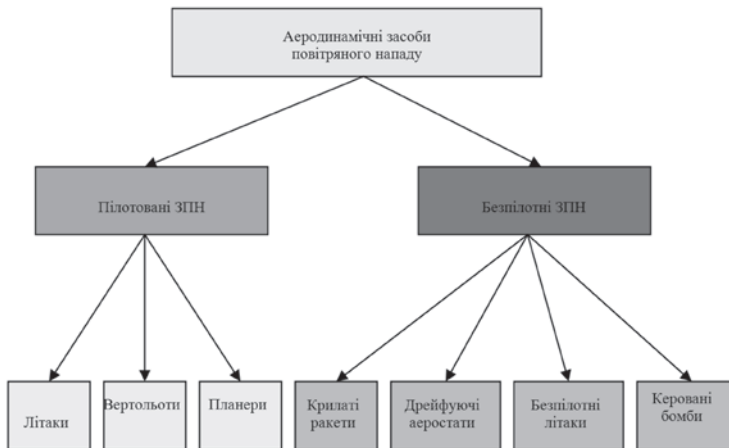 Аеродинамічні засоби
повітряного нападу
Пілотовані ЗПН
Безпілотні ЗПН
Літаки
Вертольоти
Планери
Крилаті
ракети
Дрейфуючі
аеростати
Безпілотні
літаки
Керовані
бомби